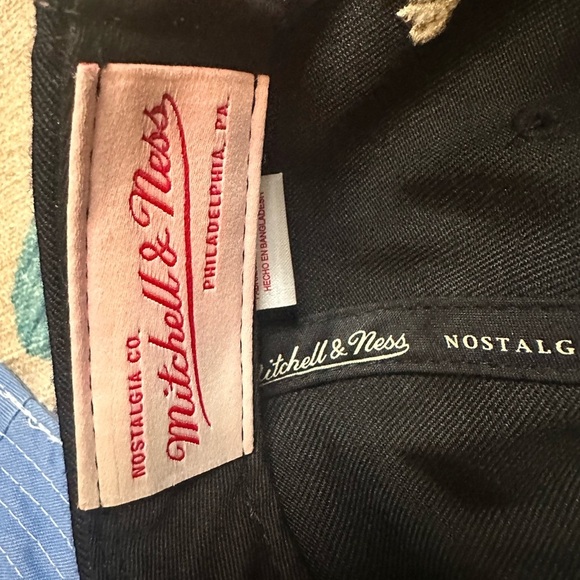 NOSTALGIA CO.
Mitchell & Ness
PHILADELPHIA, PA.
HECHO EN BANGLADESH
Mitchell & Ness
NOSTALG